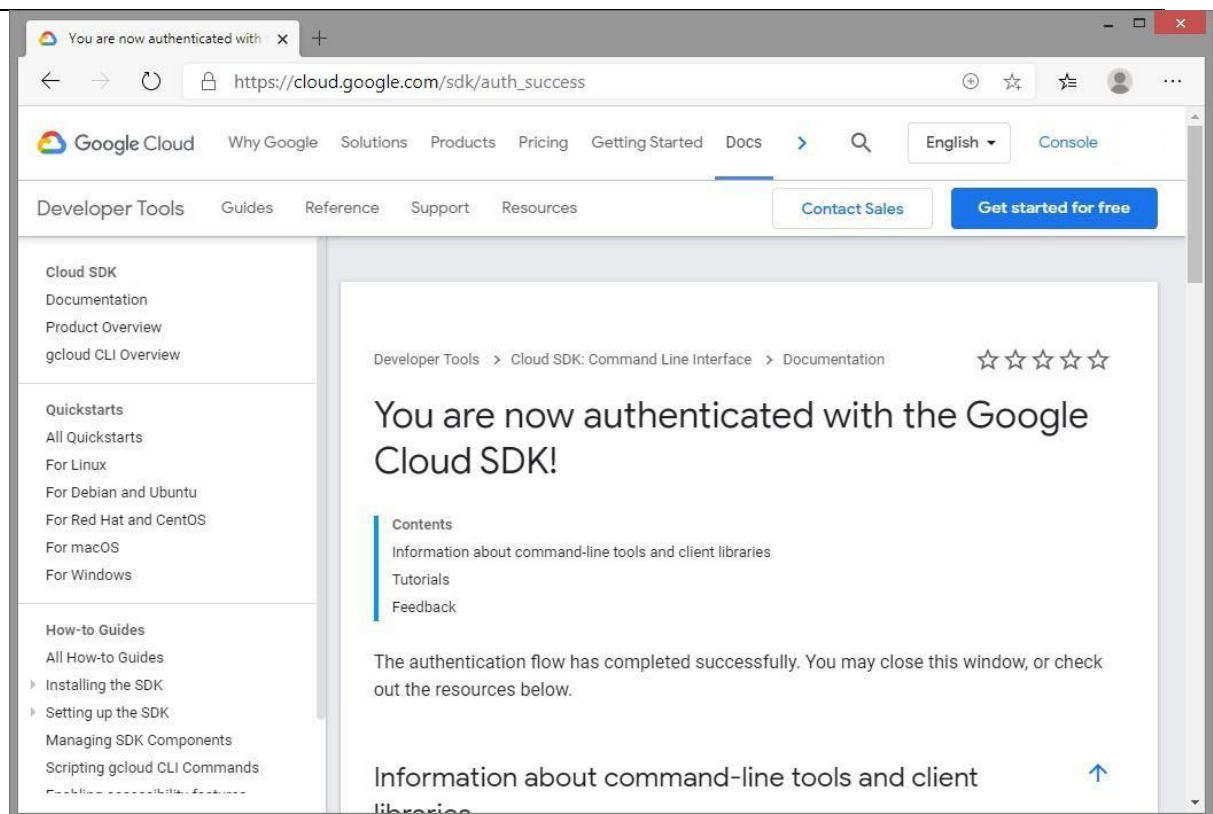 You are now authenticated with
https://cloud.google.com/sdk/auth_success
Google Cloud Why Google Solutions Products Pricing Getting Started Docs English Console
Developer Tools Guides Reference Support Resources Contact Sales Get started for free
Cloud SDK
Documentation
Product Overview
gcloud CLI Overview
Quickstarts
All Quickstarts
For Linux
For Debian and Ubuntu
For Red Hat and CentOS
For macOS
For Windows
How-to Guides
All How-to Guides
Installing the SDK
Setting up the SDK
Managing SDK Components
Scripting gcloud CLI Commands
Enabling accessibility features
Developer Tools > Cloud SDK: Command Line Interface > Documentation
You are now authenticated with the Google
Cloud SDK!
Contents
Information about command-line tools and client libraries
Tutorials
Feedback
The authentication flow has completed successfully. You may close this window, or check
out the resources below.
Information about command-line tools and client
libraries